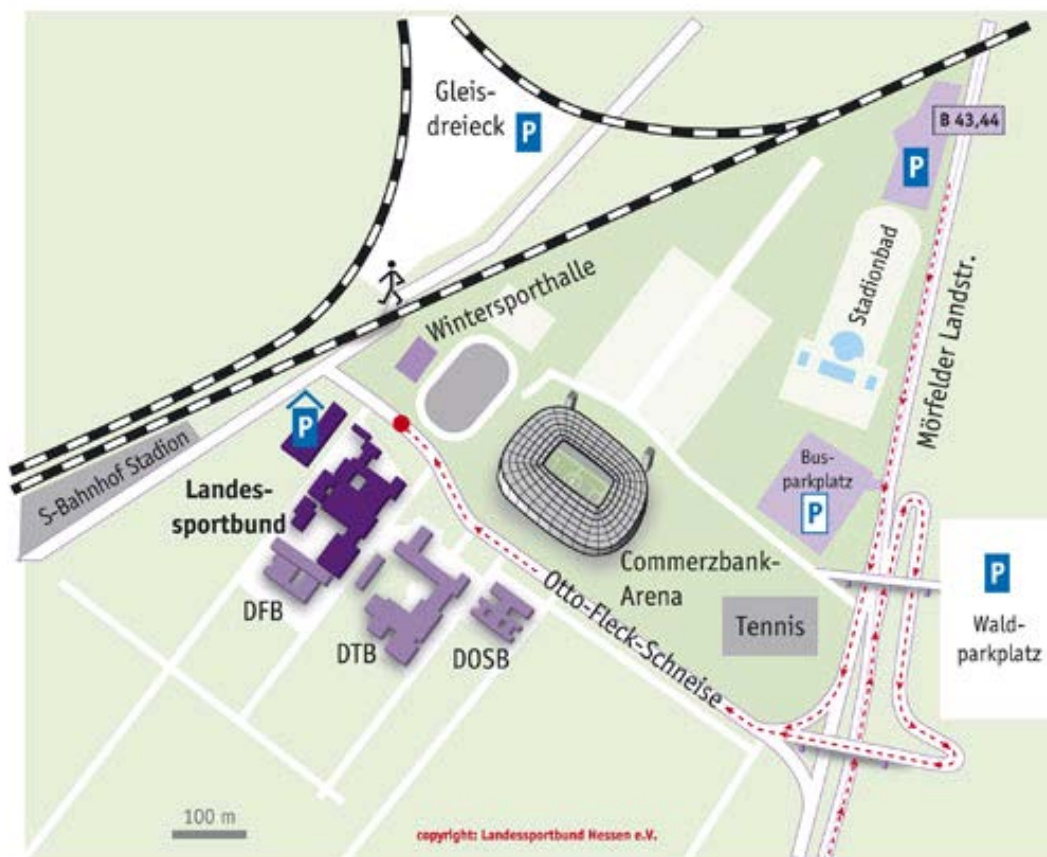 Gleis-
dreieck
P
B 43,44
P
Stadionbad
Mörfelder Landstr.
Wintersporthalle
P
S-Bahnhof Stadion
Landes-
sportbund
Bus-
parkplatz
P
Commerzbank-
Arena
Otto-Fleck-Schneise
DFB
DTB
DOSB
Tennis
P
Wald-
parkplatz
100 m
copyright: Landessportbund Hessen e.V.